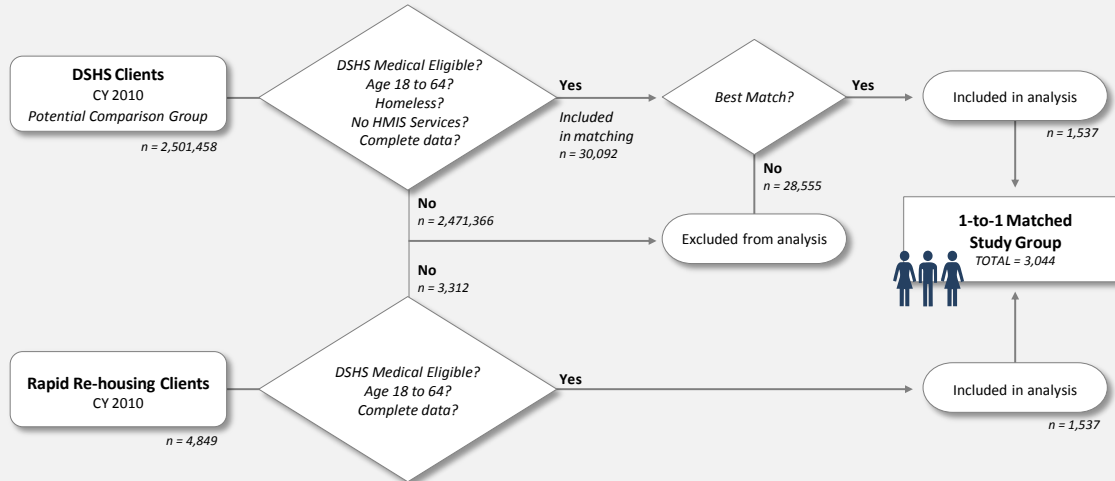 DSHS Clients
CY 2010
Potential Comparison Group
n = 2,501,458
DSHS Medical Eligible?
Age 18 to 64?
Homeless?
No HMIS Services?
Complete data?
Yes
Included
in matching
n = 30,092
Best Match?
Yes
Included in analysis
n = 1,537
No
n = 28,555
No
n = 2,471,366
Excluded from analysis
1-to-1 Matched
Study Group
TOTAL = 3,044
No
n = 3,312
Rapid Re-housing Clients
CY 2010
n = 4,849
DSHS Medical Eligible?
Age 18 to 64?
Complete data?
Yes
Included in analysis
n = 1,537